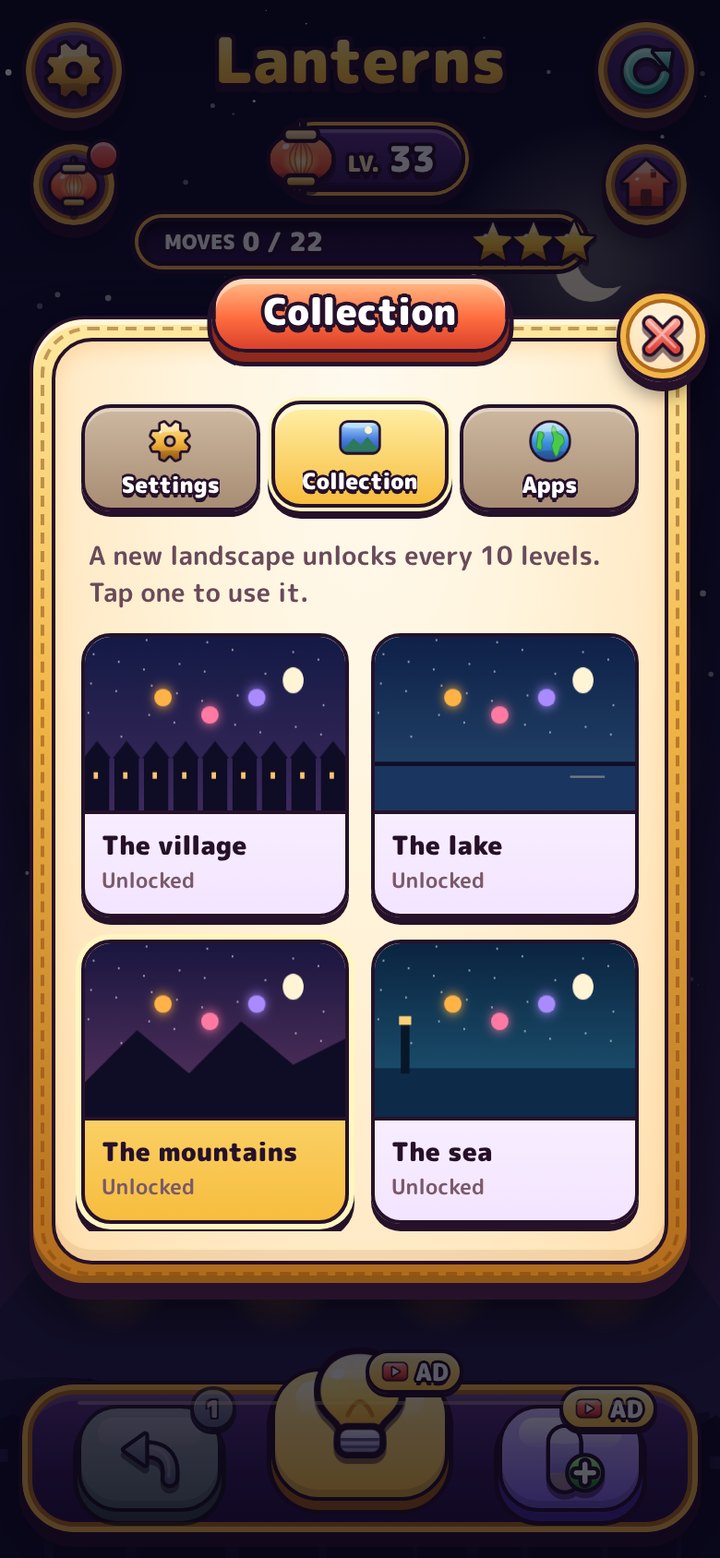 Lanterns
LV. 33
MOVES 0 / 22
Collection
Settings
Collection
Apps
A new landscape unlocks every 10 levels.
Tap one to use it.
The village
Unlocked
The lake
Unlocked
The mountains
Unlocked
The sea
Unlocked
1
AD
AD